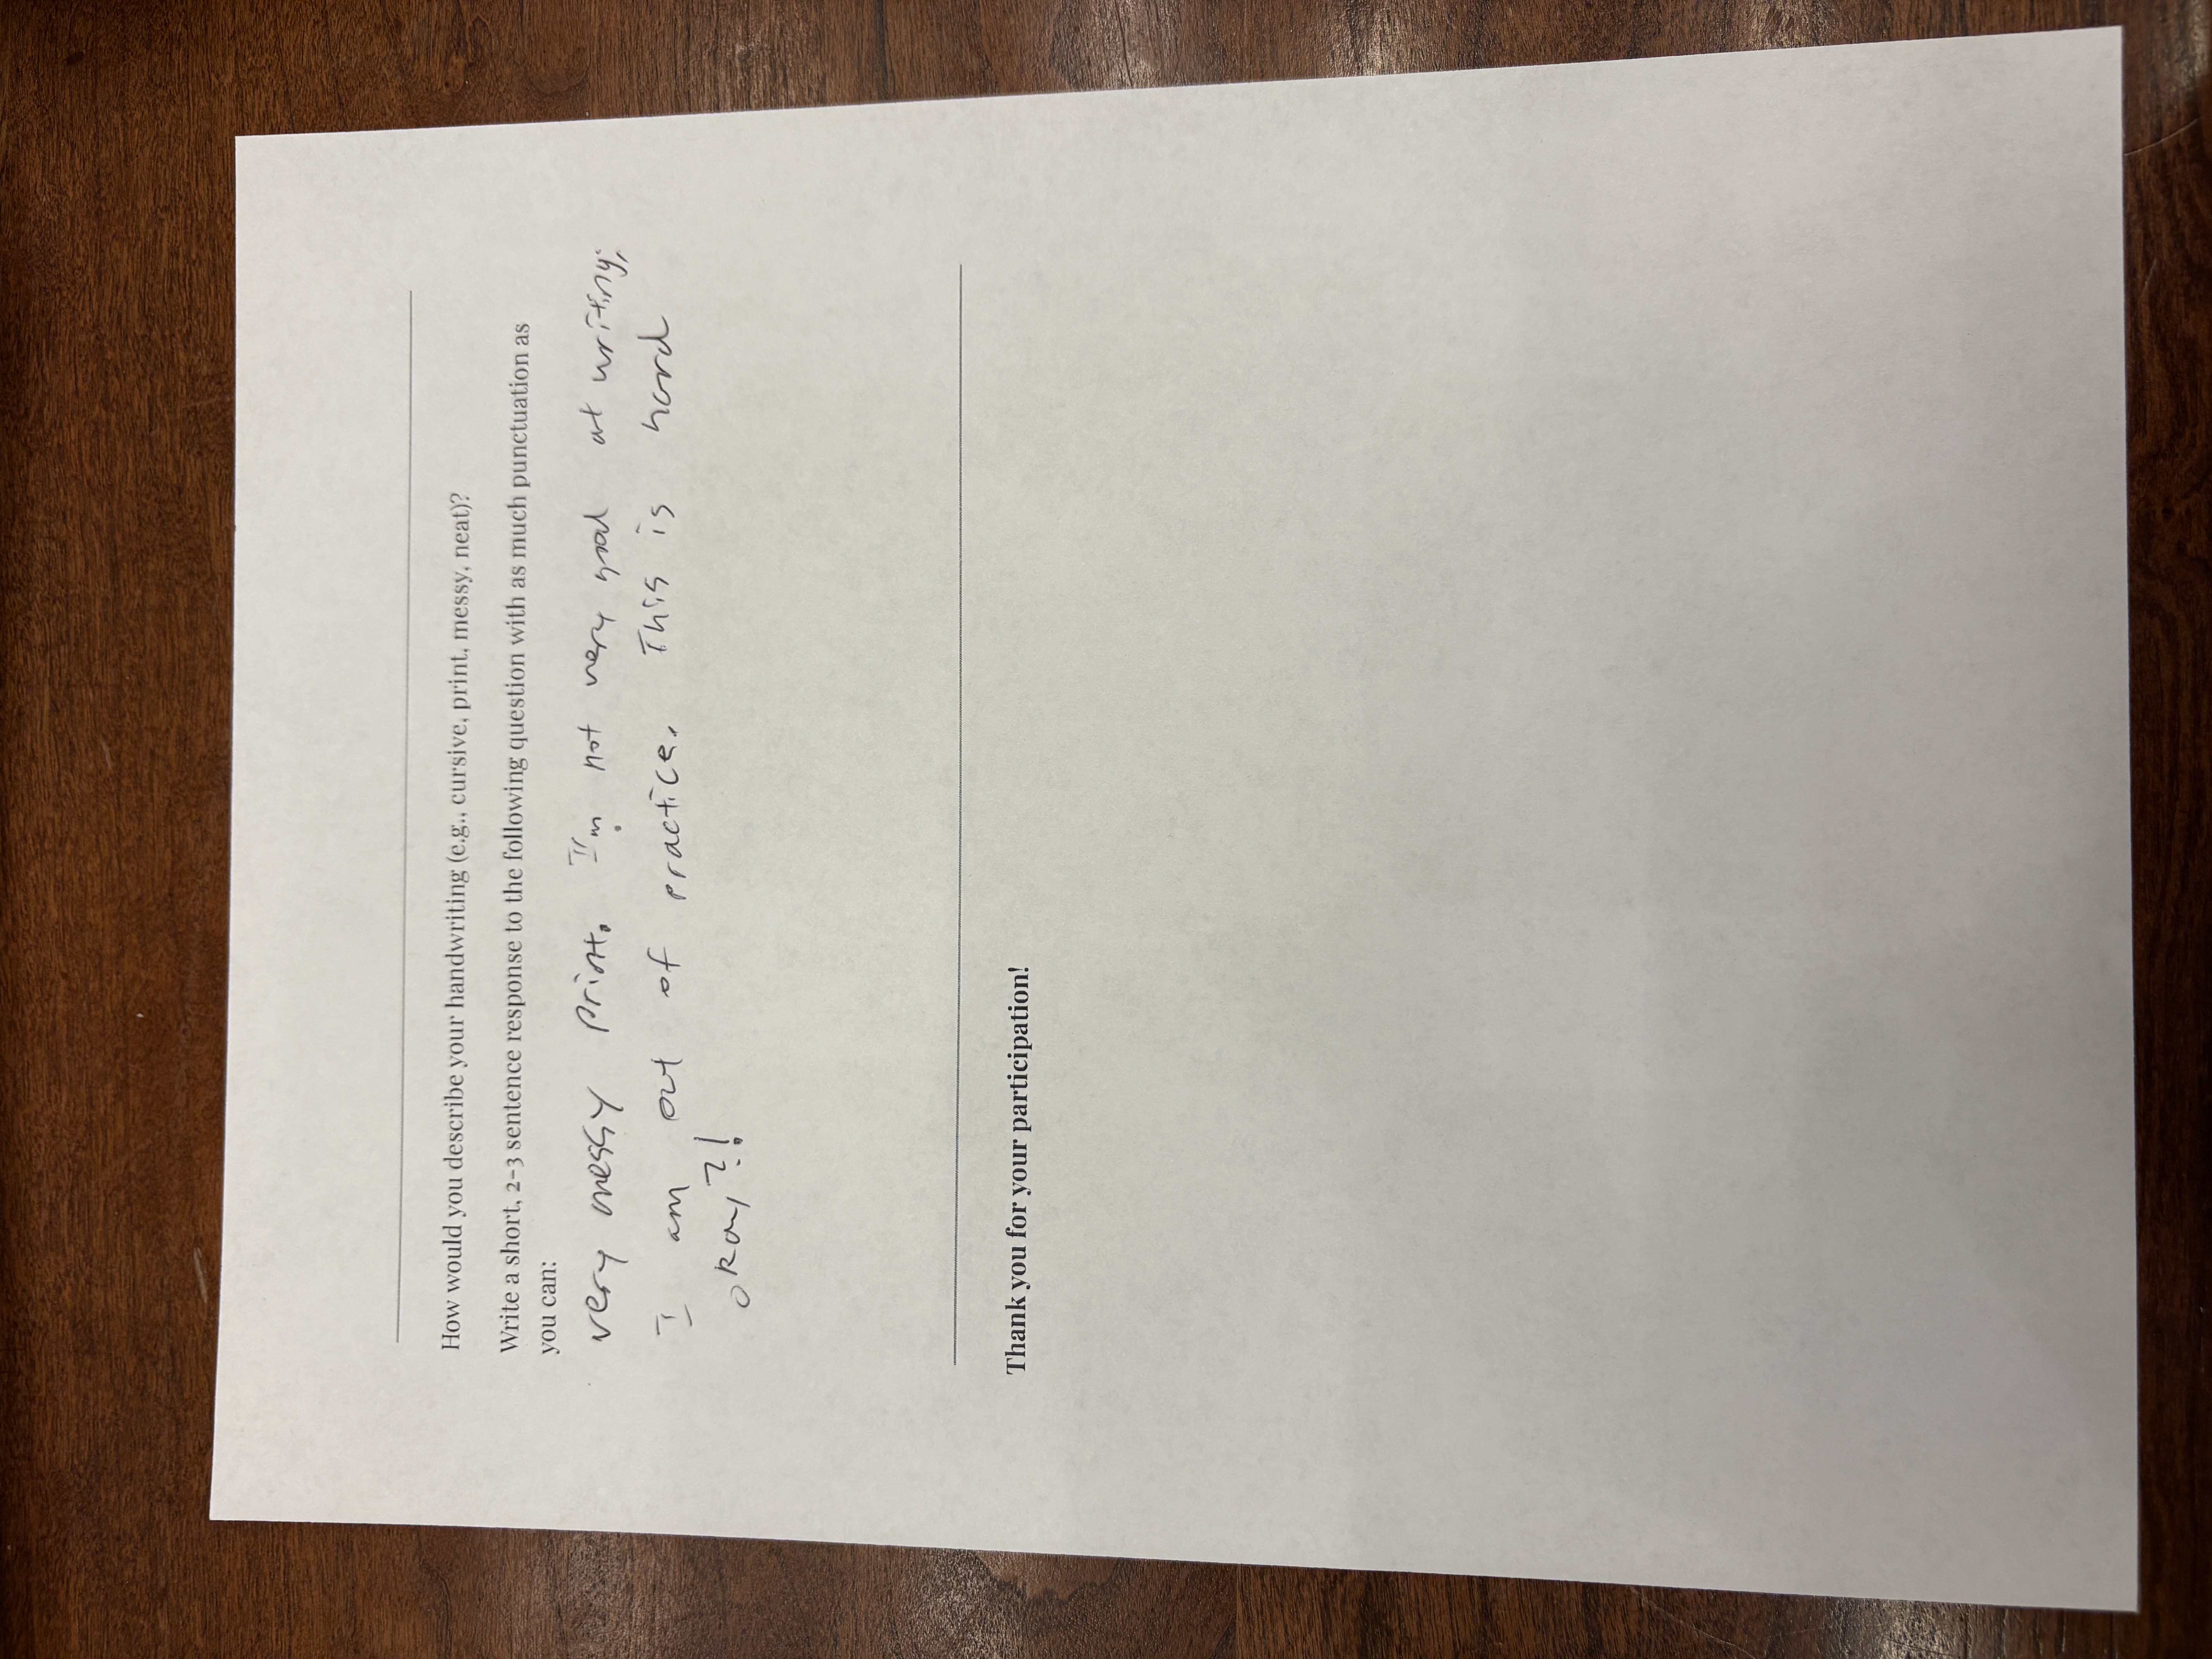 How would you describe your handwriting (e.g., cursive, print, messy, neat)?
Write a short, 2-3 sentence response to the following question with as much punctuation as
you can:
very messy print. I'm not very good at writing;
I am out of practice. This is hard
okay?!
Thank you for your participation!